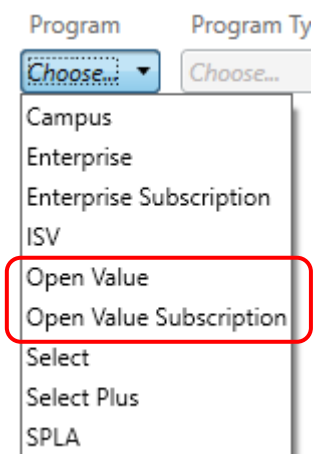 Program Program Ty
Choose... Choose...
Campus
Enterprise
Enterprise Subscription
ISV
Open Value
Open Value Subscription
Select
Select Plus
SPLA